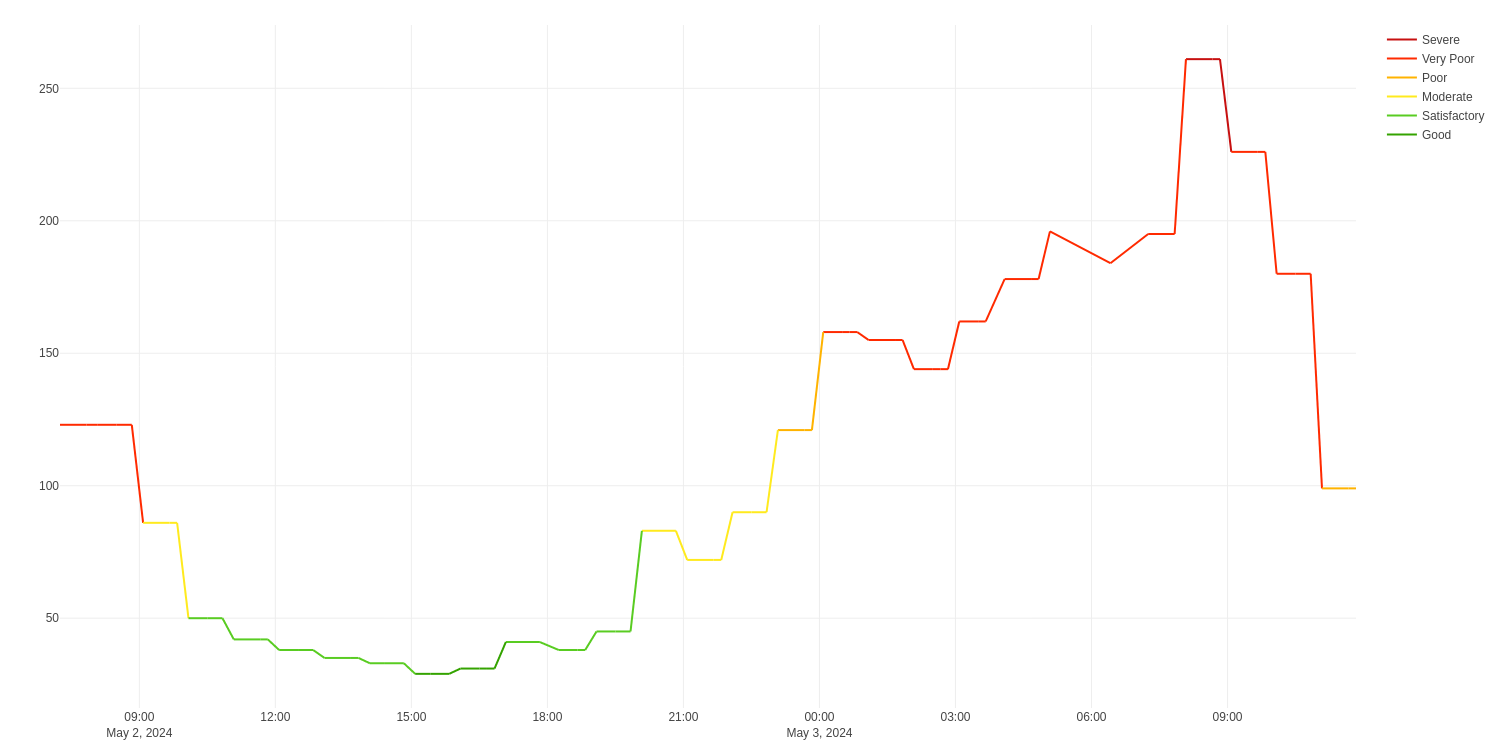 250
200
150
100
50
09:00
May 2, 2024
12:00
15:00
18:00
21:00
00:00
May 3, 2024
03:00
06:00
09:00
Severe
Very Poor
Poor
Moderate
Satisfactory
Good